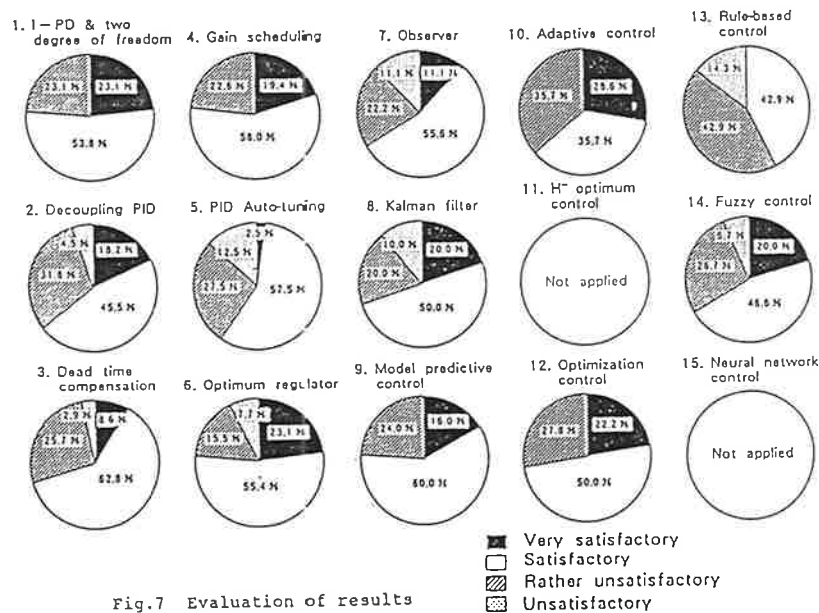 1. I-PD & two
degree of freedom
23.1 %
23.1 %
53.8 %
2. Decoupling PID
4.5 %
18.2 %
31.8 %
45.5 %
3. Dead time
compensation
2.9 %
8.6 %
25.7 %
62.8 %
4. Gain scheduling
22.6 %
19.4 %
58.0 %
5. PID Auto-tuning
2.5 %
12.5 %
27.5 %
57.5 %
6. Optimum regulator
7.7 %
23.1 %
15.5 %
55.4 %
7. Observer
11.1 %
11.1 %
22.2 %
55.6 %
8. Kalman filter
10.0 %
20.0 %
20.0 %
50.0 %
9. Model predictive
control
24.0 %
16.0 %
60.0 %
10. Adaptive control
35.7 %
28.6 %
35.7 %
11. H∞ optimum
control
Not applied
12. Optimization
control
27.8 %
22.2 %
50.0 %
13. Rule-based
control
14.3 %
42.9 %
42.9 %
14. Fuzzy control
6.7 %
20.0 %
26.7 %
46.6 %
15. Neural network
control
Not applied
Very satisfactory
Satisfactory
Rather unsatisfactory
Unsatisfactory
Fig.7 Evaluation of results